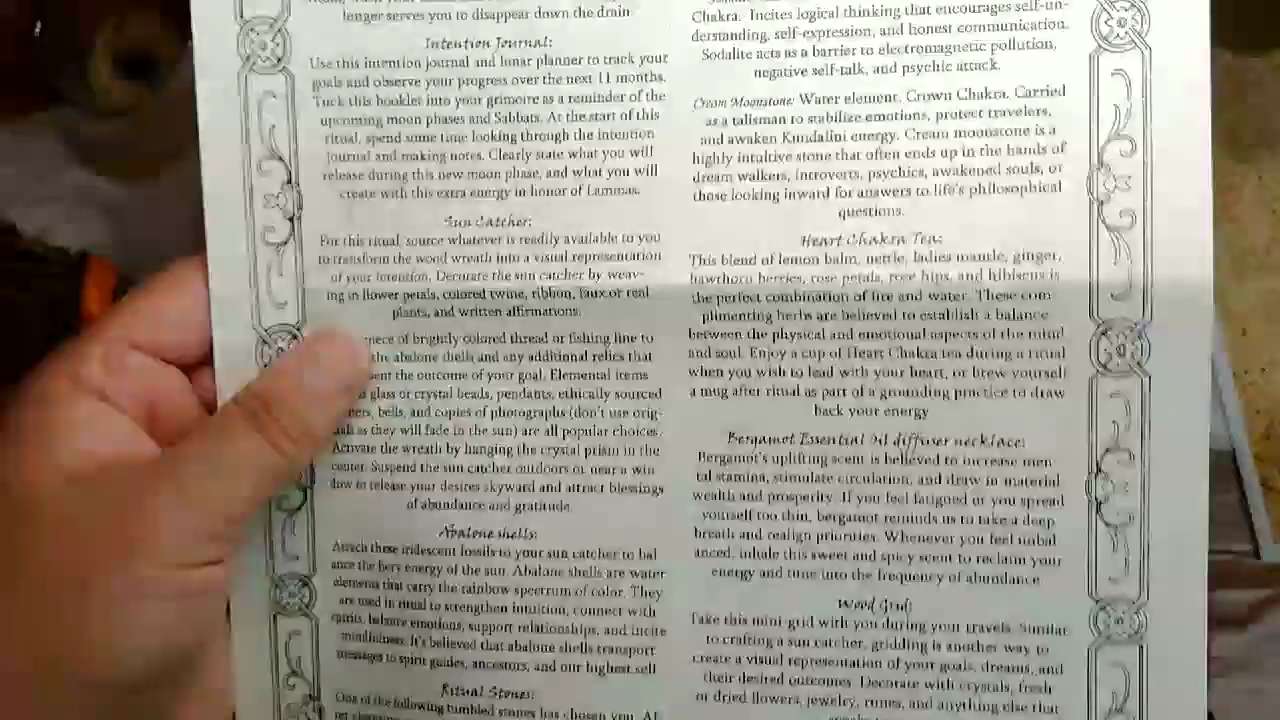 longer serves you to disappear down the drain.
Intention Journal:
Use this intention journal and lunar planner to track your
goals and observe your progress over the next 11 months.
Tuck this booklet into your grimoire as a reminder of the
upcoming moon phases and Sabbats. At the start of this
ritual, spend some time looking through the intention
journal and making notes. Clearly state what you will
release during this new moon phase, and what you will
create with this extra energy in honor of Lammas.
Sun Catcher:
For this ritual, source whatever is readily available to you
to transform the wood wreath into a visual representation
of your intention. Decorate the sun catcher by weav-
ing in flower petals, colored twine, ribbon, faux or real
plants, and written affirmations.
piece of brightly colored thread or fishing line to
the abalone shells and any additional relics that
the outcome of your goal. Elemental items
glass or crystal beads, pendants, ethically sourced
bells, and copies of photographs (don't use orig-
as they will fade in the sun) are all popular choices.
Activate the wreath by hanging the crystal prism in the
center. Suspend the sun catcher outdoors or near a win
dow to release your desires skyward and attract blessings
of abundance and gratitude.
Abalone shells:
Attach these iridescent fossils to your sun catcher to bal
ance the fiery energy of the sun. Abalone shells are water
elements that carry the rainbow spectrum of color. They
are used in ritual to strengthen intuition, connect with
spirits, balance emotions, support relationships, and incite
mindfulness. It's believed that abalone shells transport
messages to spirit guides, ancestors, and our highest self
Ritual Stones:
One of the following tumbled stones has chosen you. At
Chakra. Incites logical thinking that encourages self-un-
derstanding, self-expression, and honest communication.
Sodalite acts as a barrier to electromagnetic pollution,
negative self-talk, and psychic attack.
Cream Moonstone: Water element. Crown Chakra. Carried
as a talisman to stabilize emotions, protect travelers,
and awaken Kundalini energy. Cream moonstone is a
highly intuitive stone that often ends up in the hands of
dream walkers, introverts, psychics, awakened souls, or
those looking inward for answers to life's philosophical
questions.
Heart Chakra Tea:
This blend of lemon balm, nettle, ladies mantle, ginger,
hawthorn berries, rose petals, rose hips, and hibiscus is
the perfect combination of fire and water. These com
plimenting herbs are believed to establish a balance
between the physical and emotional aspects of the mind
and soul. Enjoy a cup of Heart Chakra tea during a ritual
when you wish to lead with your heart, or brew yourself
a mug after ritual as part of a grounding practice to draw
back your energy
Bergamot Essential Oil diffuser necklace:
Bergamot's uplifting scent is believed to increase men
tal stamina, stimulate circulation, and draw in material
wealth and prosperity. If you feel fatigued or you spread
yourself too thin, bergamot reminds us to take a deep
breath and realign priorities. Whenever you feel unbal
anced, inhale this sweet and spicy scent to reclaim your
energy and tune into the frequency of abundance
Wood Grid:
Take this mini-grid with you during your travels. Similar
to crafting a sun catcher, gridding is another way to
create a visual representation of your goals, dreams, and
their desired outcomes. Decorate with crystals, fresh
or dried flowers, jewelry, runes, and anything else that